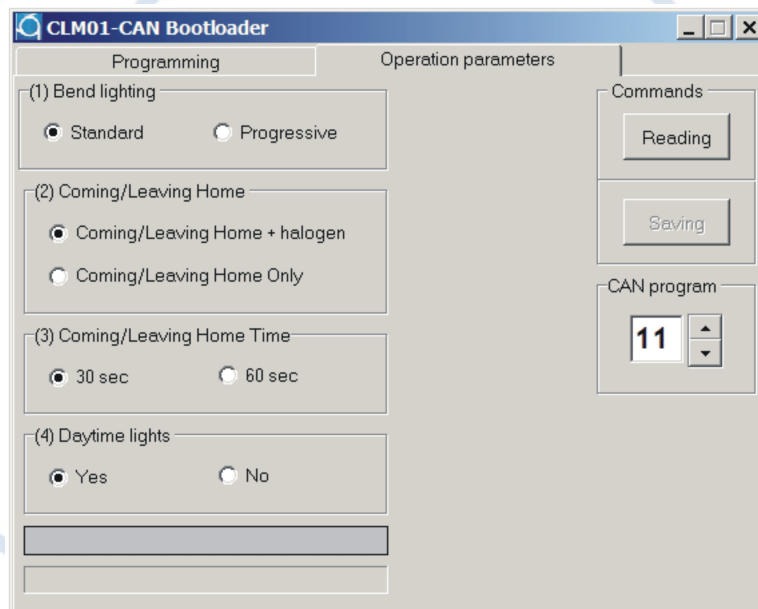 CLM01-CAN Bootloader
Programming
Operation parameters
(1) Bend lighting
Standard
Progressive
(2) Coming/Leaving Home
Coming/Leaving Home + halogen
Coming/Leaving Home Only
(3) Coming/Leaving Home Time
30 sec
60 sec
(4) Daytime lights
Yes
No
Commands
Reading
Saving
CAN program
11